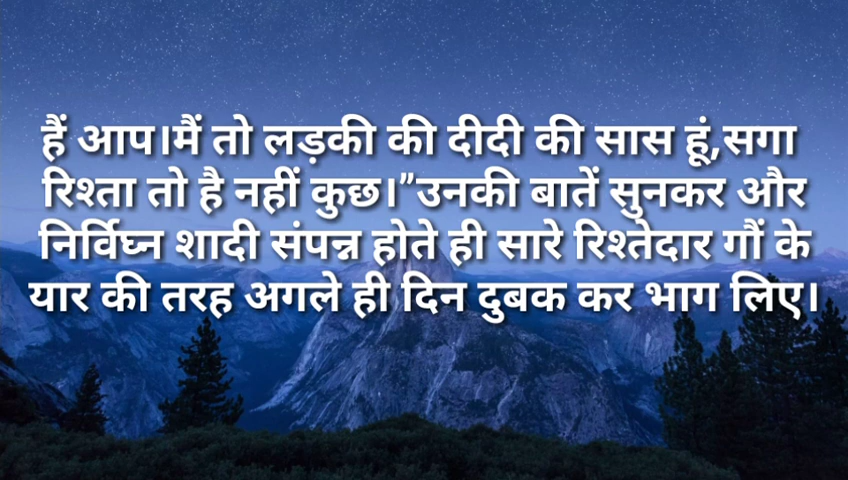 हैं आप।मैं तो लड़की की दीदी की सास हूं,सगा
रिश्ता तो है नहीं कुछ।”उनकी बातें सुनकर और
निर्विघ्न शादी संपन्न होते ही सारे रिश्तेदार गौं के
यार की तरह अगले ही दिन दुबक कर भाग लिए।